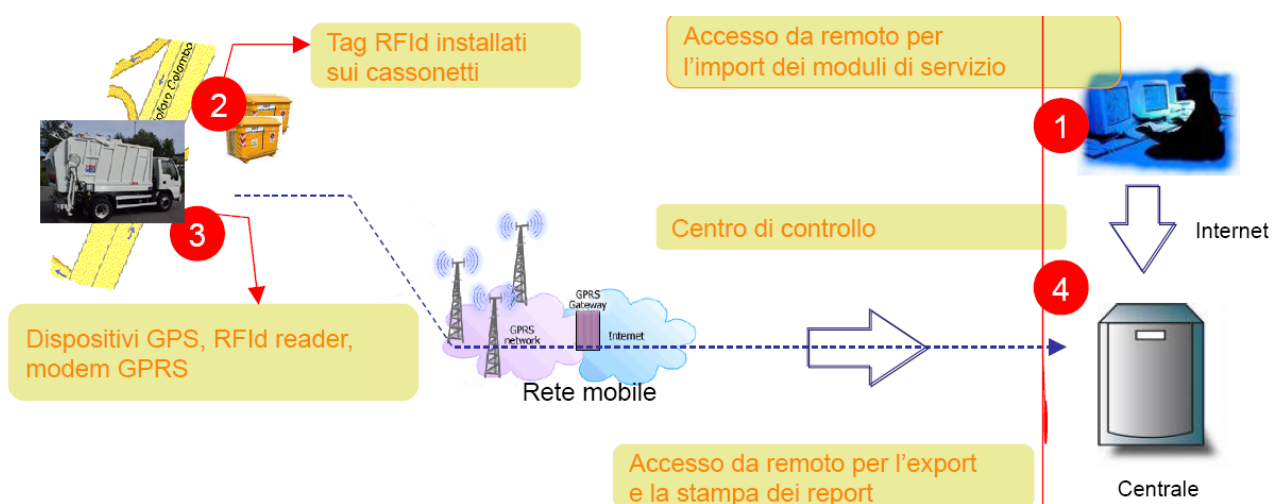 Tag RFId installati
sui cassonetti
Accesso da remoto per
l'import dei moduli di servizio
Colombo
2
1
3
Centro di controllo
Internet
4
Dispositivi GPS, RFId reader,
modem GPRS
GPRS
Gateway
GPRS
network
Internet
Rete mobile
Accesso da remoto per l'export
e la stampa dei report
Centrale